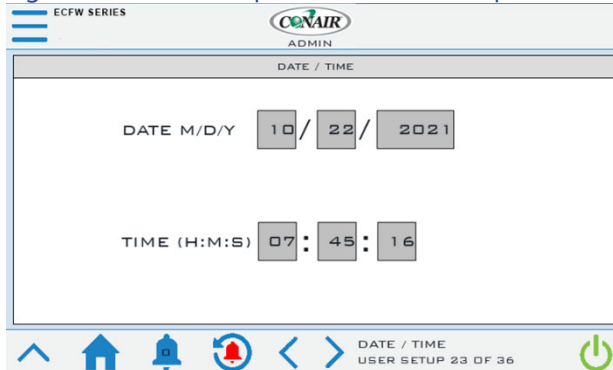 ECFW SERIES
CONAIR
ADMIN
DATE / TIME
DATE M/D/Y 10 / 22 / 2021
TIME (H:M:S) 07 : 45 : 16
0
DATE / TIME
USER SETUP 23 OF 36